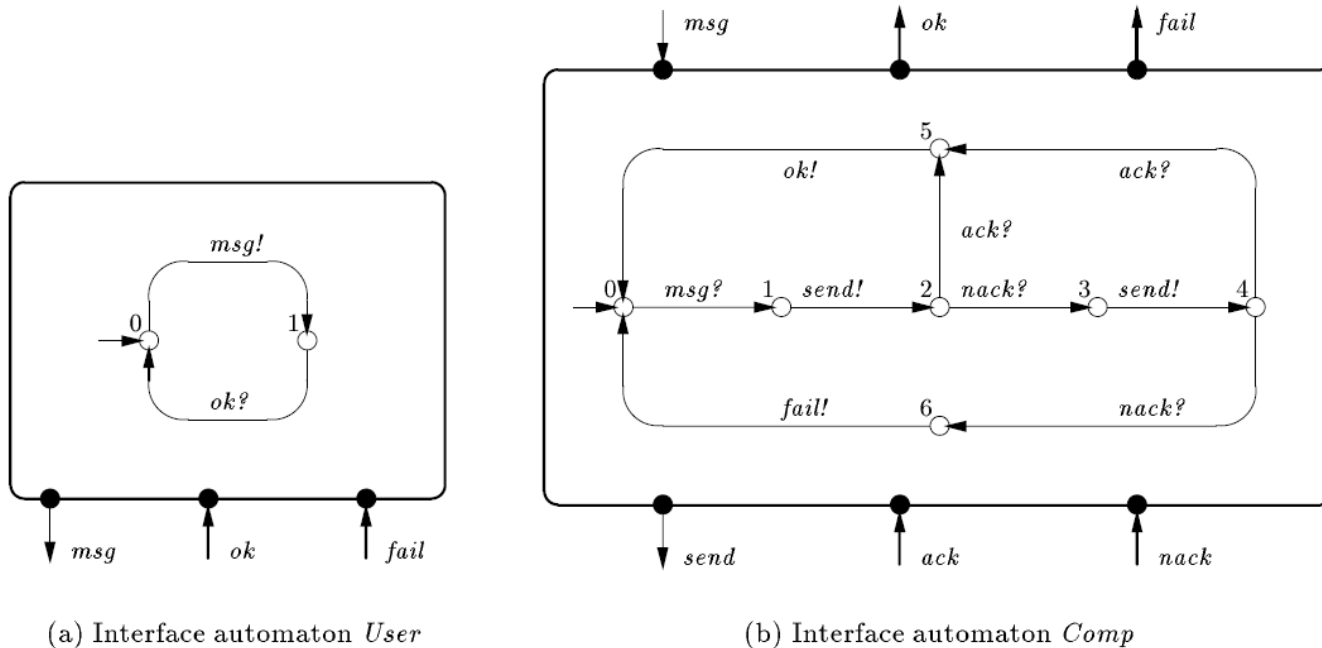 msg ok fail
5
ok! ack?
msg! ack?
0 msg? 1 send! 2 nack? 3 send! 4
0 1
ok? fail! 6 nack?
msg ok fail send ack nack
(a) Interface automaton User (b) Interface automaton Comp